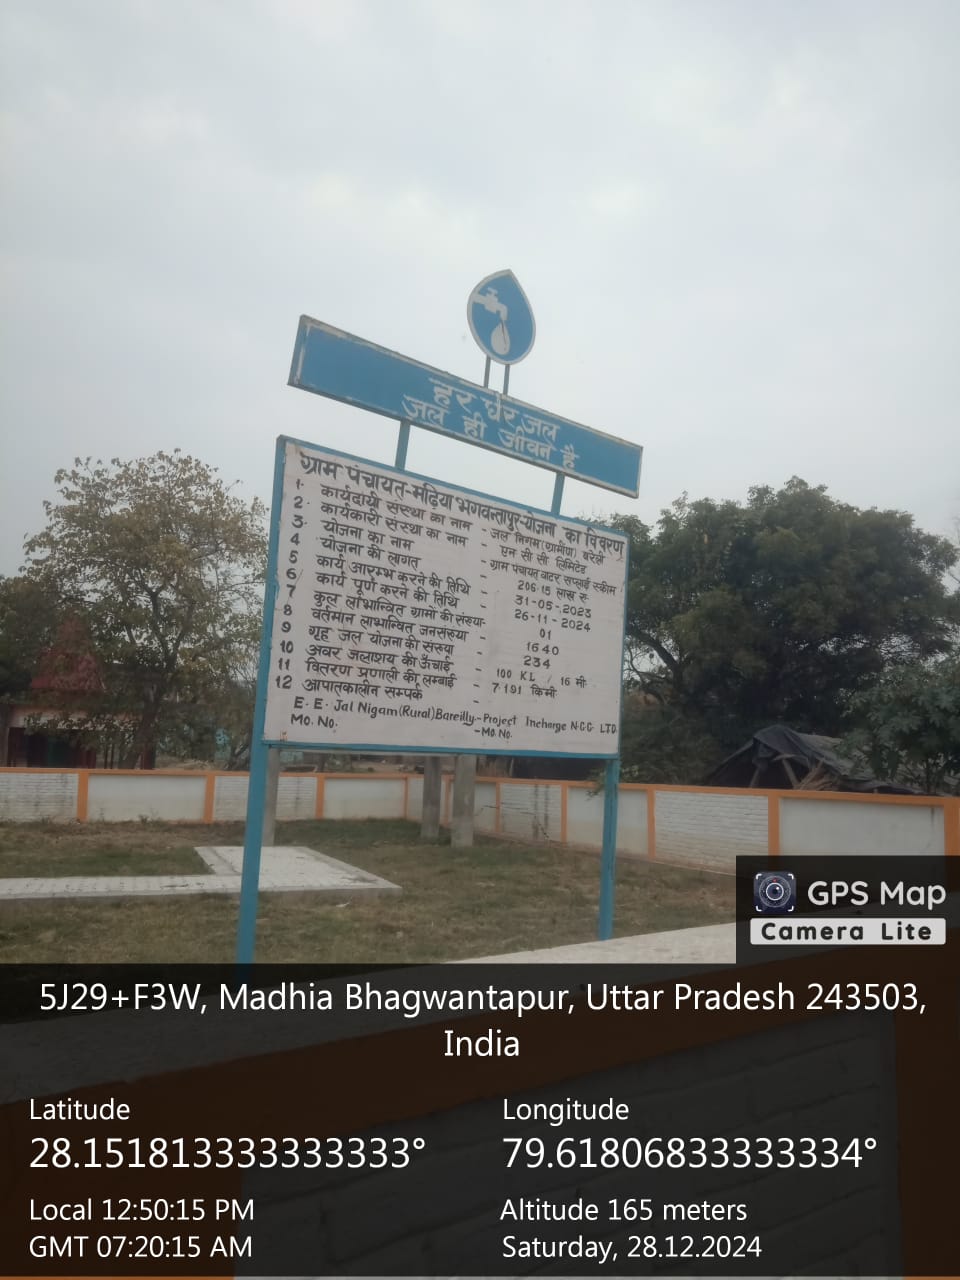 हर घर जल
जल ही जीवन है
ग्राम पंचायत-मढ़िया भगवन्तापुर-योजना का विवरण
1. कार्यदायी संस्था का नाम - जल निगम(ग्रामीण) बरेली
2. कार्यकारी संस्था का नाम - एन सी सी लिमिटेड
3. योजना का नाम - ग्राम पंचायत वाटर सप्लाई स्कीम
4 योजना की लागत - 206.15 लाख रु.
5 कार्य आरम्भ करने की तिथि - 31-05-2023
6 कार्य पूर्ण करने की तिथि - 26-11-2024
7 कुल लाभान्वित ग्रामों की संख्या- 01
8 वर्तमान लाभान्वित जनसंख्या - 1640
9 गृह जल योजना की संख्या - 234
10 अवर जलाशय की ऊँचाई - 100 KL / 16 मी
11 वितरण प्रणाली की लम्बाई - 7.191 किमी
12 आपातकालीन सम्पर्क -
E. E. Jal Nigam(Rural)Bareilly-Project Incharge N.C.C. LTD
MO. NO. -MO. NO.
GPS Map
Camera Lite
5J29+F3W, Madhia Bhagwantapur, Uttar Pradesh 243503,
India
Latitude Longitude
28.151813333333333° 79.61806833333334°
Local 12:50:15 PM Altitude 165 meters
GMT 07:20:15 AM Saturday, 28.12.2024